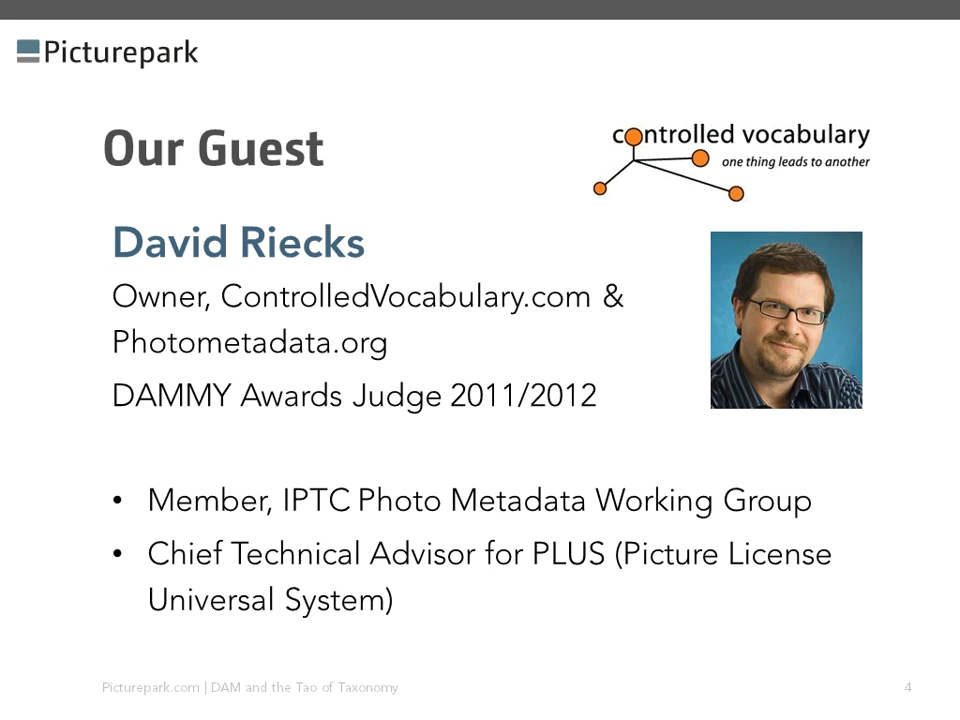 Picturepark
Our Guest
controlled vocabulary
one thing leads to another
David Riecks
Owner, ControlledVocabulary.com &
Photometadata.org
DAMMY Awards Judge 2011/2012
• Member, IPTC Photo Metadata Working Group
• Chief Technical Advisor for PLUS (Picture License
Universal System)
Picturepark.com | DAM and the Tao of Taxonomy
4